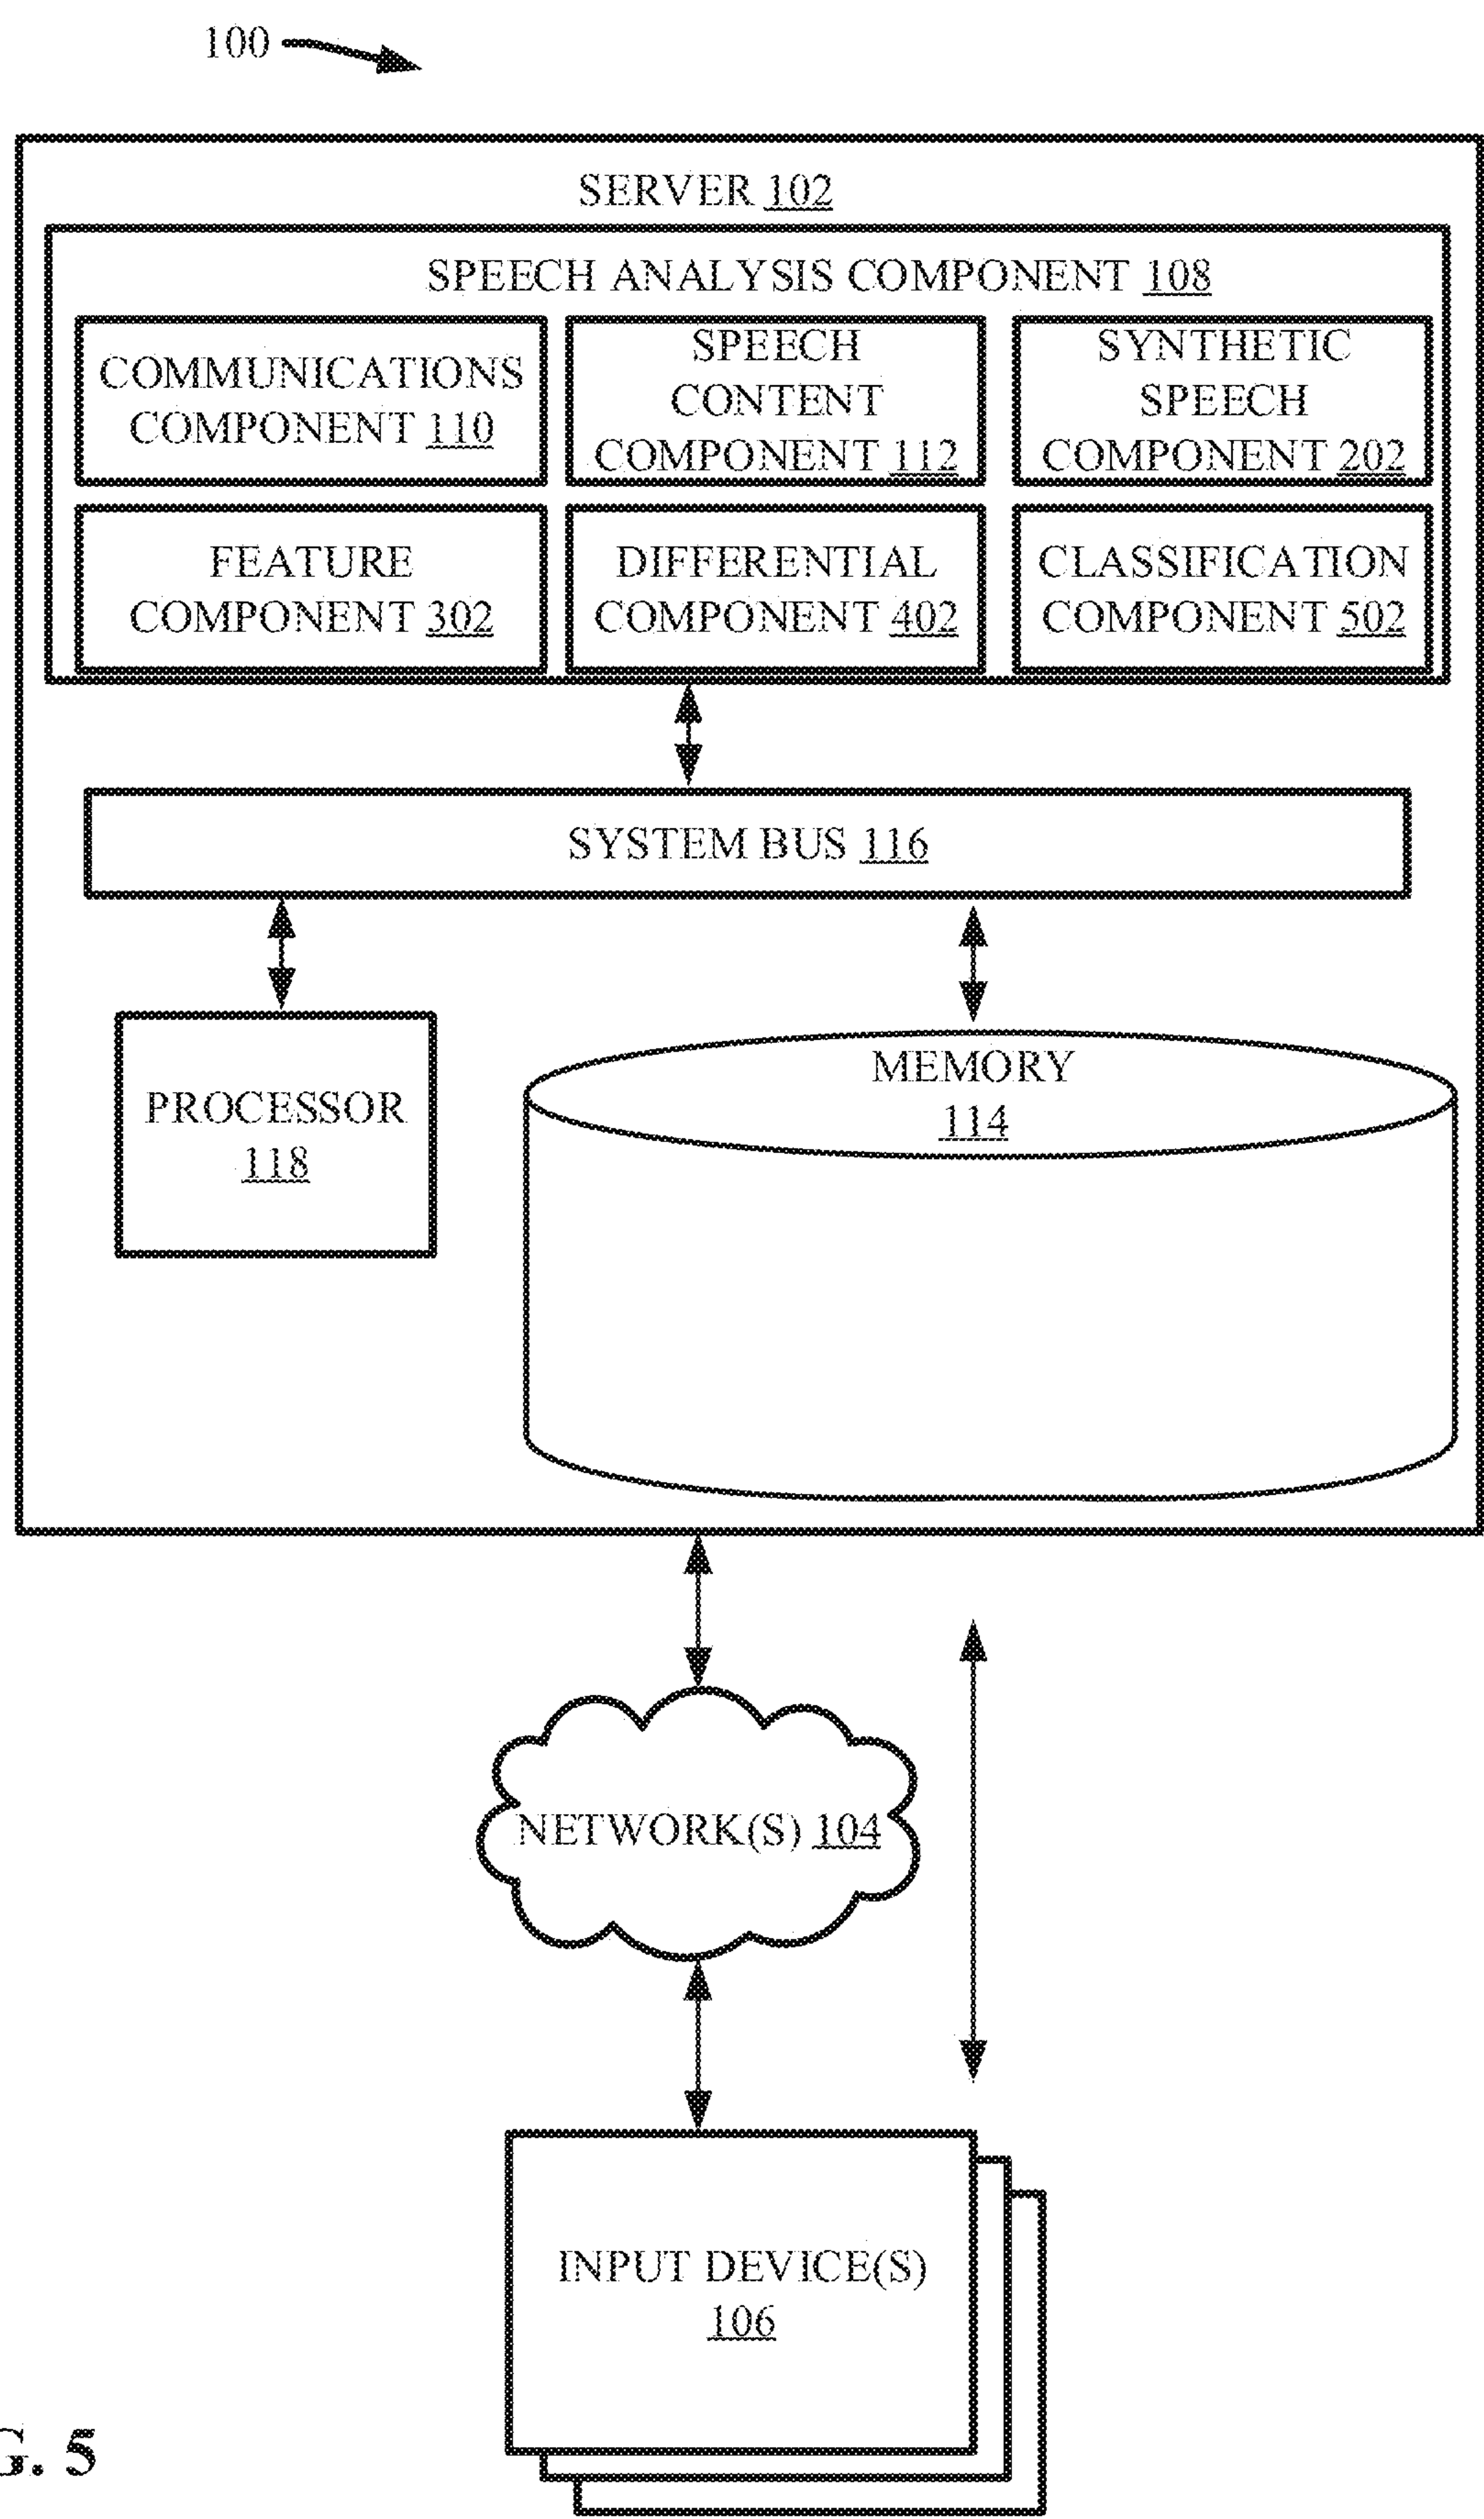 100
SERVER 102
SPEECH ANALYSIS COMPONENT 108
COMMUNICATIONS
COMPONENT 110
SPEECH
CONTENT
COMPONENT 112
SYNTHETIC
SPEECH
COMPONENT 202
FEATURE
COMPONENT 302
DIFFERENTIAL
COMPONENT 402
CLASSIFICATION
COMPONENT 502
SYSTEM BUS 116
PROCESSOR
118
MEMORY
114
NETWORK(S) 104
INPUT DEVICE(S)
106
G. 5